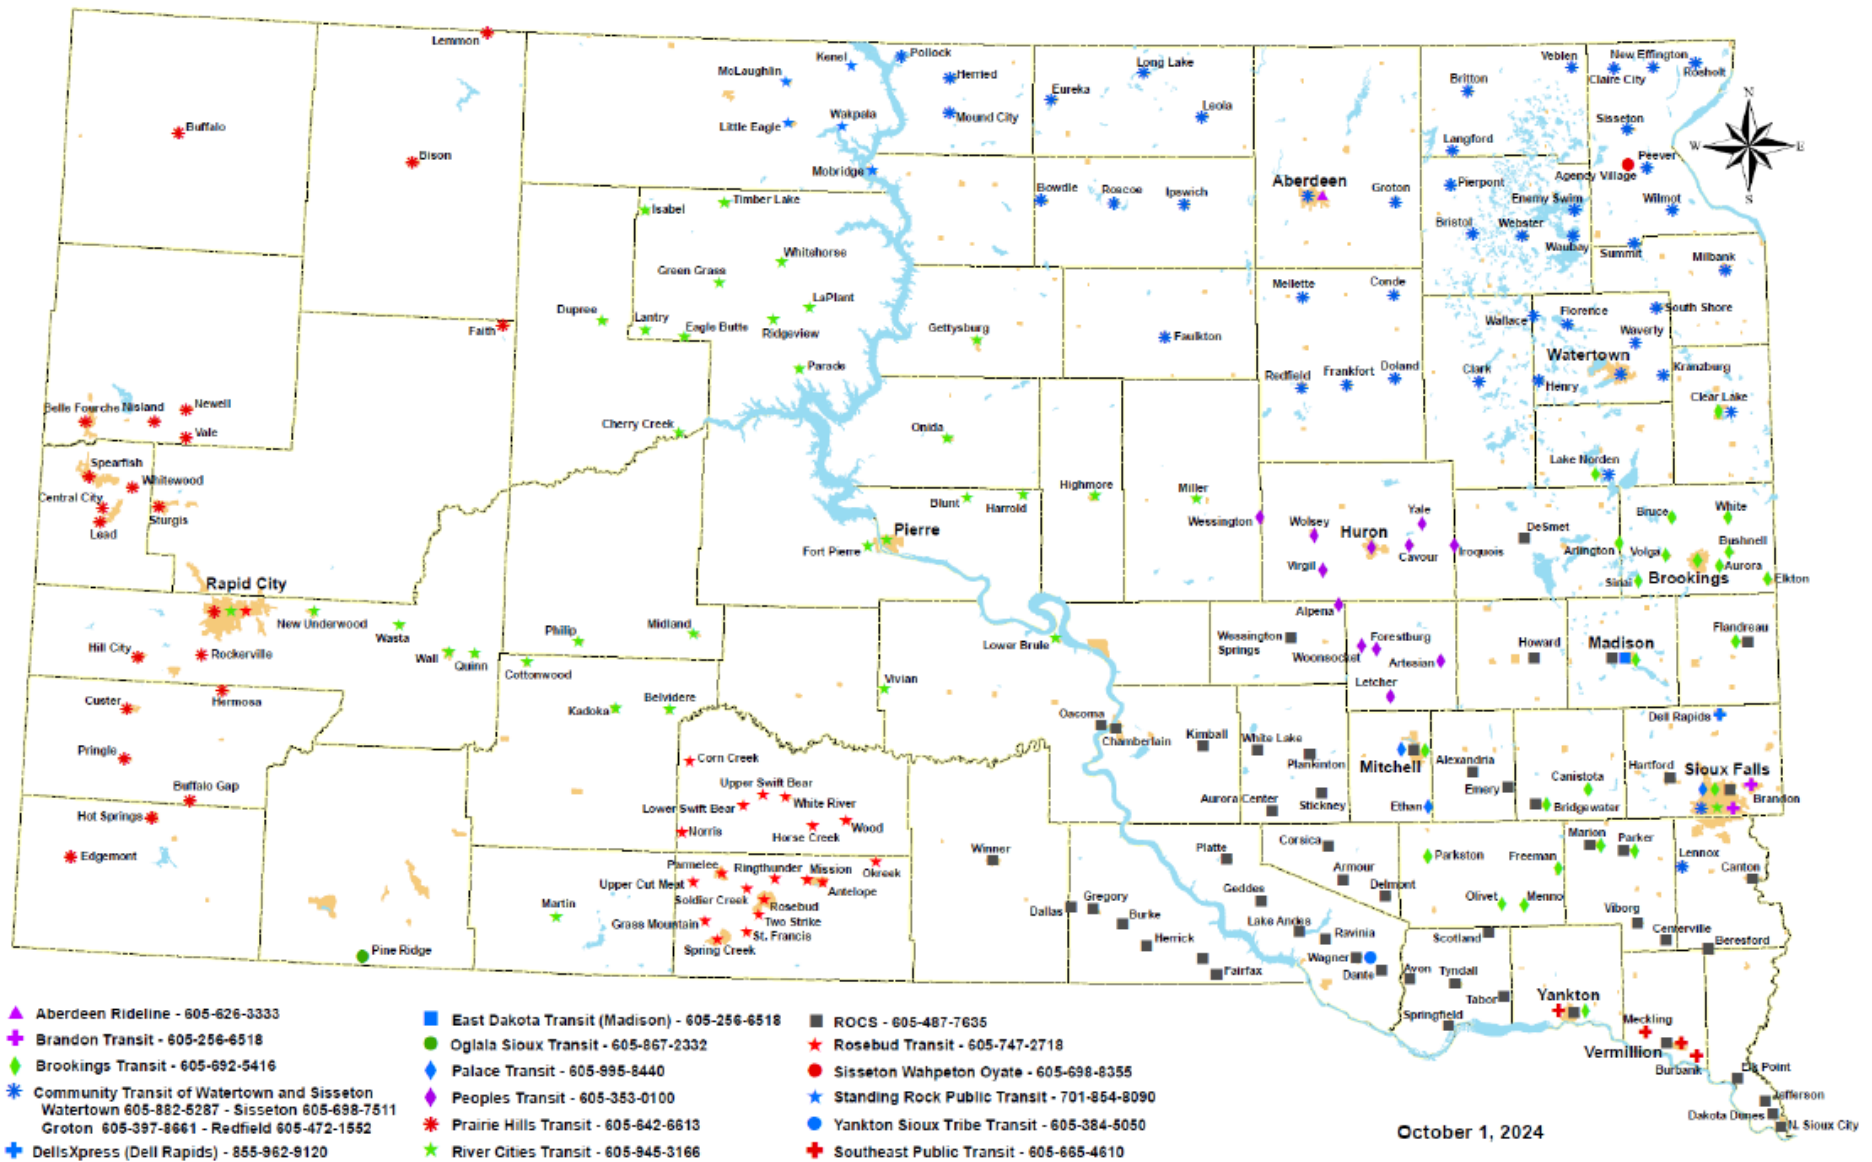 Lemmon
Buffalo
Bison
McLaughlin
Kenel
Pollock
Herried
Mound City
Little Eagle
Wakpala
Mobridge
Eureka
Long Lake
Leola
Britton
Langford
Veblen
New Effington
Claire City
Rosholt
Sisseton
Peever
Agency Village
N
W
E
S
Bowdle
Roscoe
Ipswich
Aberdeen
Groton
Pierpont
Enemy Swim
Wilmot
Bristol
Webster
Waubay
Summit
Milbank
Isabel
Timber Lake
Whitehorse
Green Grass
LaPlant
Dupree
Lantry
Eagle Butte
Ridgeview
Parade
Faith
Gettysburg
Faulkton
Mellette
Conde
Redfield
Frankfort
Doland
Wallace
Florence
South Shore
Waverly
Watertown
Clark
Henry
Kranzburg
Clear Lake
Lake Norden
Belle Fourche
Nisland
Newell
Vale
Spearfish
Whitewood
Central City
Sturgis
Lead
Cherry Creek
Onida
Blunt
Harrold
Highmore
Miller
Wessington
Wolsey
Yale
Huron
Cavour
Iroquois
Virgil
Alpena
DeSmet
Arlington
Bruce
White
Volga
Bushnell
Aurora
Sinai
Brookings
Elkton
Pierre
Fort Pierre
Rapid City
New Underwood
Wasta
Wall
Quinn
Philip
Midland
Cottonwood
Hill City
Rockerville
Hermosa
Custer
Pringle
Buffalo Gap
Hot Springs
Edgemont
Kadoka
Belvidere
Lower Brule
Vivian
Wessington
Springs
Woonsocket
Forestburg
Artesian
Letcher
Howard
Madison
Flandreau
Oacoma
Chamberlain
Kimball
White Lake
Plankinton
Mitchell
Alexandria
Emery
Ethan
Aurora Center
Stickney
Canistota
Bridgewater
Dell Rapids
Hartford
Sioux Falls
Brandon
Corn Creek
Upper Swift Bear
Lower Swift Bear
White River
Norris
Horse Creek
Wood
Parmelee
Ringthunder
Mission
Okreek
Upper Cut Meat
Antelope
Soldier Creek
Rosebud
Grass Mountain
Two Strike
St. Francis
Spring Creek
Martin
Pine Ridge
Winner
Dallas
Gregory
Burke
Herrick
Fairfax
Platte
Geddes
Lake Andes
Ravinia
Wagner
Dante
Corsica
Armour
Delmont
Parkston
Freeman
Olivet
Menno
Marion
Parker
Lennox
Canton
Viborg
Centerville
Beresford
Scotland
Avon
Tyndall
Tabor
Springfield
Yankton
Meckling
Vermillion
Burbank
Elk Point
Jefferson
Dakota Dunes
N. Sioux City
Aberdeen Rideline - 605-626-3333
Brandon Transit - 605-256-6518
Brookings Transit - 605-692-5416
Community Transit of Watertown and Sisseton
Watertown 605-882-5287 - Sisseton 605-698-7511
Groton 605-397-8661 - Redfield 605-472-1552
DellsXpress (Dell Rapids) - 855-962-9120
East Dakota Transit (Madison) - 605-256-6518
Oglala Sioux Transit - 605-867-2332
Palace Transit - 605-995-8440
Peoples Transit - 605-353-0100
Prairie Hills Transit - 605-642-6613
River Cities Transit - 605-945-3166
ROCS - 605-487-7635
Rosebud Transit - 605-747-2718
Sisseton Wahpeton Oyate - 605-698-8355
Standing Rock Public Transit - 701-854-8090
Yankton Sioux Tribe Transit - 605-384-5050
Southeast Public Transit - 605-665-4610
October 1, 2024